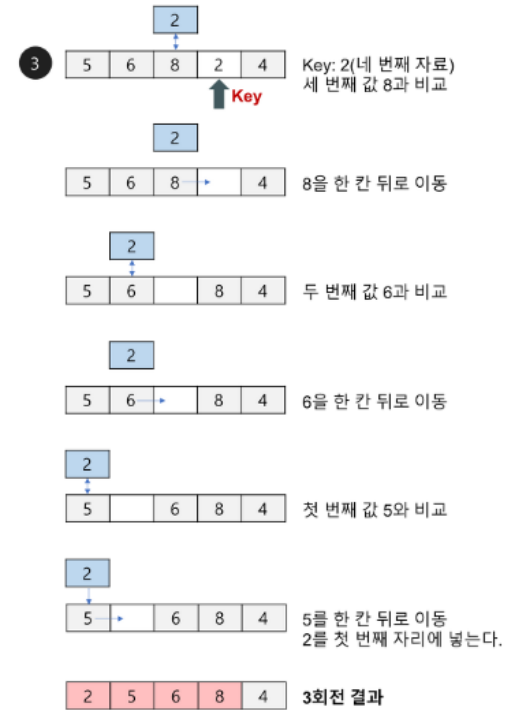 2
3
5 6 8 2 4
Key: 2(네 번째 자료)
세 번째 값 8과 비교
Key
2
5 6 8 4
8을 한 칸 뒤로 이동
2
5 6 8 4
두 번째 값 6과 비교
2
5 6 8 4
6을 한 칸 뒤로 이동
2
5 6 8 4
첫 번째 값 5와 비교
2
5 6 8 4
5를 한 칸 뒤로 이동
2를 첫 번째 자리에 넣는다.
2 5 6 8 4
3회전 결과